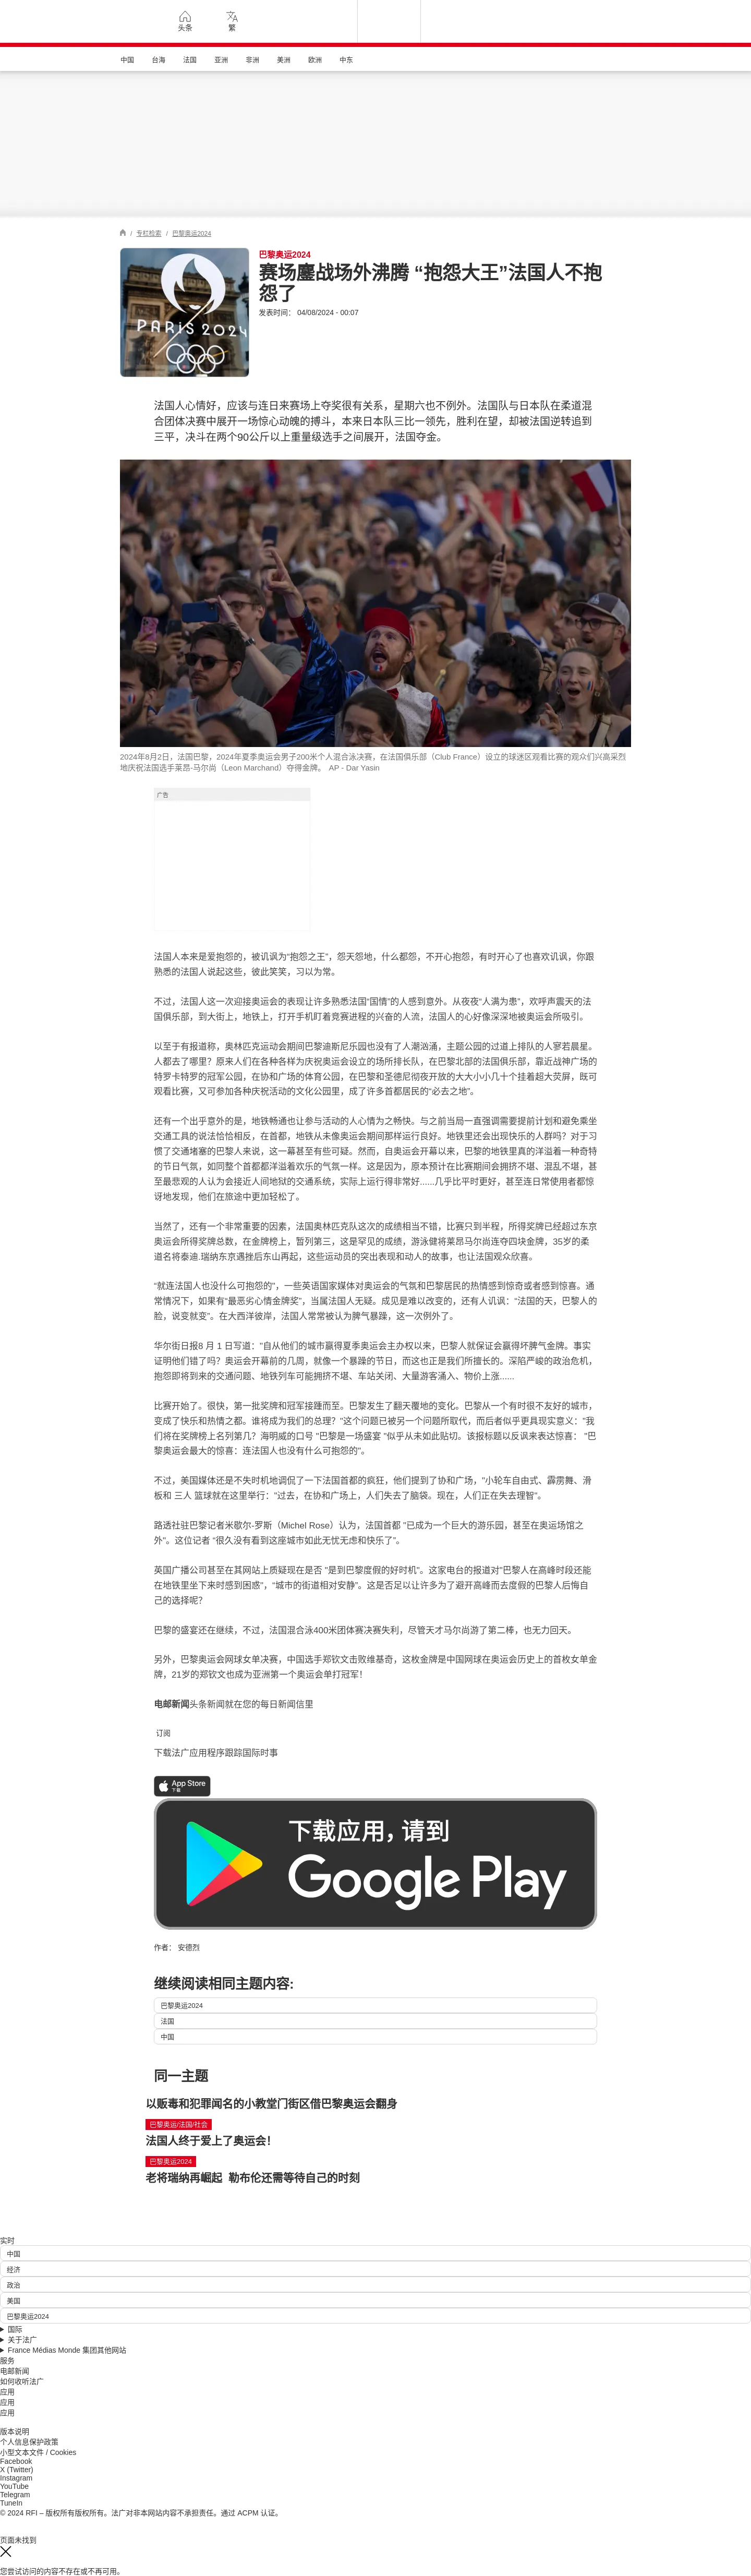 头条
繁
中国
台海
法国
亚洲
非洲
美洲
欧洲
中东
/ 专栏检索 / 巴黎奥运2024
PARIS 2024
巴黎奥运2024
赛场鏖战场外沸腾 “抱怨大王”法国人不抱
怨了
发表时间： 04/08/2024 - 00:07
法国人心情好，应该与连日来赛场上夺奖很有关系，星期六也不例外。法国队与日本队在柔道混
合团体决赛中展开一场惊心动魄的搏斗，本来日本队三比一领先，胜利在望，却被法国逆转追到
三平，决斗在两个90公斤以上重量级选手之间展开，法国夺金。
2024年8月2日，法国巴黎，2024年夏季奥运会男子200米个人混合泳决赛，在法国俱乐部（Club France）设立的球迷区观看比赛的观众们兴高采烈
地庆祝法国选手莱昂-马尔尚（Leon Marchand）夺得金牌。 AP - Dar Yasin
广告
法国人本来是爱抱怨的，被讥讽为“抱怨之王”，怨天怨地，什么都怨，不开心抱怨，有时开心了也喜欢讥讽，你跟
熟悉的法国人说起这些，彼此笑笑，习以为常。
不过，法国人这一次迎接奥运会的表现让许多熟悉法国“国情”的人感到意外。从夜夜“人满为患”，欢呼声震天的法
国俱乐部，到大街上，地铁上，打开手机盯着竞赛进程的兴奋的人流，法国人的心好像深深地被奥运会所吸引。
以至于有报道称，奥林匹克运动会期间巴黎迪斯尼乐园也没有了人潮汹涌，主题公园的过道上排队的人寥若晨星。
人都去了哪里？原来人们在各种各样为庆祝奥运会设立的场所排长队，在巴黎北部的法国俱乐部，靠近战神广场的
特罗卡特罗的冠军公园，在协和广场的体育公园，在巴黎和圣德尼彻夜开放的大大小小几十个挂着超大荧屏，既可
观看比赛，又可参加各种庆祝活动的文化公园里，成了许多首都居民的“必去之地”。
还有一个出乎意外的是，地铁畅通也让参与活动的人心情为之畅快。与之前当局一直强调需要提前计划和避免乘坐
交通工具的说法恰恰相反，在首都，地铁从未像奥运会期间那样运行良好。地铁里还会出现快乐的人群吗？对于习
惯了交通堵塞的巴黎人来说，这一幕甚至有些可疑。然而，自奥运会开幕以来，巴黎的地铁里真的洋溢着一种奇特
的节日气氛，如同整个首都都洋溢着欢乐的气氛一样。这是因为，原本预计在比赛期间会拥挤不堪、混乱不堪，甚
至最悲观的人认为会接近人间地狱的交通系统，实际上运行得非常好......几乎比平时更好，甚至连日常使用者都惊
讶地发现，他们在旅途中更加轻松了。
当然了，还有一个非常重要的因素，法国奥林匹克队这次的成绩相当不错，比赛只到半程，所得奖牌已经超过东京
奥运会所得奖牌总数，在金牌榜上，暂列第三，这是罕见的成绩，游泳健将莱昂马尔尚连夺四块金牌，35岁的柔
道名将泰迪.瑞纳东京遇挫后东山再起，这些运动员的突出表现和动人的故事，也让法国观众欣喜。
“就连法国人也没什么可抱怨的"，一些英语国家媒体对奥运会的气氛和巴黎居民的热情感到惊奇或者感到惊喜。通
常情况下，如果有“最恶劣心情金牌奖”，当属法国人无疑。成见是难以改变的，还有人讥讽：“法国的天，巴黎人的
脸，说变就变”。在大西洋彼岸，法国人常常被认为脾气暴躁，这一次例外了。
华尔街日报8 月 1 日写道："自从他们的城市赢得夏季奥运会主办权以来，巴黎人就保证会赢得坏脾气金牌。事实
证明他们错了吗？奥运会开幕前的几周，就像一个暴躁的节日，而这也正是我们所擅长的。深陷严峻的政治危机，
抱怨即将到来的交通问题、地铁列车可能拥挤不堪、车站关闭、大量游客涌入、物价上涨......
比赛开始了。很快，第一批奖牌和冠军接踵而至。巴黎发生了翻天覆地的变化。巴黎从一个有时很不友好的城市，
变成了快乐和热情之都。谁将成为我们的总理？"这个问题已被另一个问题所取代，而后者似乎更具现实意义："我
们将在奖牌榜上名列第几？海明威的口号 "巴黎是一场盛宴 "似乎从未如此贴切。该报标题以反讽来表达惊喜： "巴
黎奥运会最大的惊喜：连法国人也没有什么可抱怨的"。
不过，美国媒体还是不失时机地调侃了一下法国首都的疯狂，他们提到了协和广场，"小轮车自由式、霹雳舞、滑
板和 三人 篮球就在这里举行："过去，在协和广场上，人们失去了脑袋。现在，人们正在失去理智"。
路透社驻巴黎记者米歇尔-罗斯（Michel Rose）认为，法国首都 "已成为一个巨大的游乐园，甚至在奥运场馆之
外"。这位记者 "很久没有看到这座城市如此无忧无虑和快乐了"。
英国广播公司甚至在其网站上质疑现在是否 "是到巴黎度假的好时机"。这家电台的报道对"巴黎人在高峰时段还能
在地铁里坐下来时感到困惑"，"城市的街道相对安静"。这是否足以让许多为了避开高峰而去度假的巴黎人后悔自
己的选择呢？
巴黎的盛宴还在继续，不过，法国混合泳400米团体赛决赛失利，尽管天才马尔尚游了第二棒，也无力回天。
另外，巴黎奥运会网球女单决赛，中国选手郑钦文击败维基奇，这枚金牌是中国网球在奥运会历史上的首枚女单金
牌，21岁的郑钦文也成为亚洲第一个奥运会单打冠军！
电邮新闻头条新闻就在您的每日新闻信里
订阅
下载法广应用程序跟踪国际时事
App Store
下载
下载应用，请到
Google Play
作者： 安德烈
继续阅读相同主题内容:
巴黎奥运2024
法国
中国
同一主题
以贩毒和犯罪闻名的小教堂门街区借巴黎奥运会翻身
巴黎奥运/法国/社会
法国人终于爱上了奥运会！
巴黎奥运2024
老将瑞纳再崛起 勒布伦还需等待自己的时刻
实时
中国
经济
政治
美国
巴黎奥运2024
国际
关于法广
France Médias Monde 集团其他网站
服务
电邮新闻
如何收听法广
应用
应用
应用
版本说明
个人信息保护政策
小型文本文件 / Cookies
Facebook
X (Twitter)
Instagram
YouTube
Telegram
TuneIn
© 2024 RFI – 版权所有版权所有。法广对非本网站内容不承担责任。通过 ACPM 认证。
页面未找到
您尝试访问的内容不存在或不再可用。